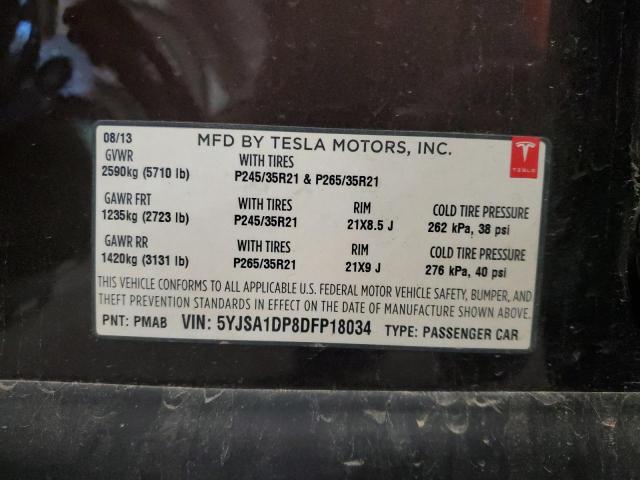 08/13 MFD BY TESLA MOTORS, INC.
GVWR WITH TIRES
2590kg (5710 lb) P245/35R21 & P265/35R21
TESLA
GAWR FRT WITH TIRES RIM COLD TIRE PRESSURE
1235kg (2723 lb) P245/35R21 21X8.5 J 262 kPa, 38 psi
GAWR RR WITH TIRES RIM COLD TIRE PRESSURE
1420kg (3131 lb) P265/35R21 21X9 J 276 kPa, 40 psi
THIS VEHICLE CONFORMS TO ALL APPLICABLE U.S. FEDERAL MOTOR VEHICLE SAFETY, BUMPER, AND
THEFT PREVENTION STANDARDS IN EFFECT ON THE DATE OF MANUFACTURE SHOWN ABOVE.
PNT: PMAB VIN: 5YJSA1DP8DFP18034 TYPE: PASSENGER CAR